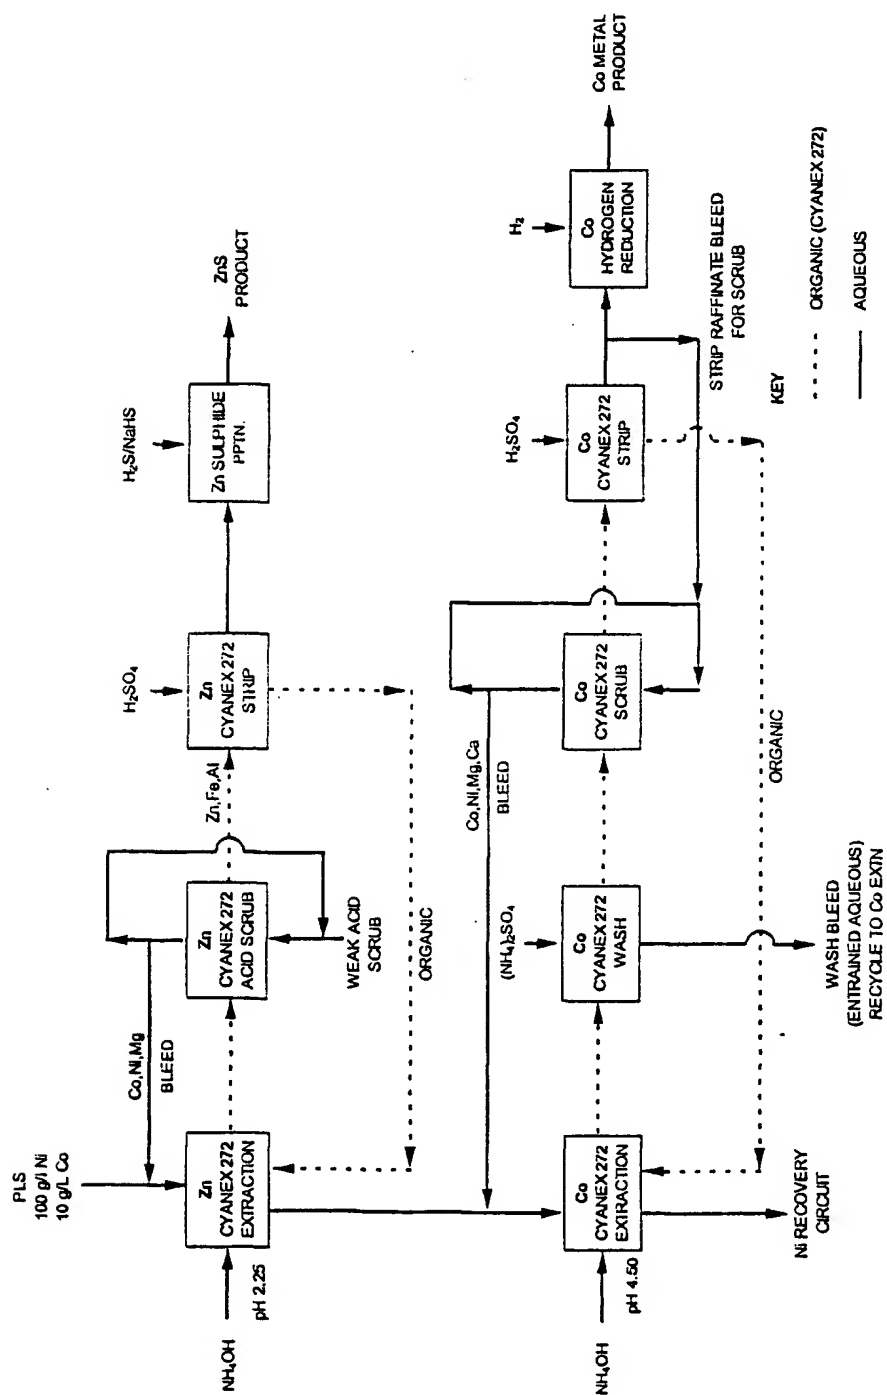 PLS
100 g/l Ni
10 g/L Co
NH₄OH
pH 2.25
Zn
CYANEX 272
EXTRACTION
Co,Ni,Mg
BLEED
Zn
CYANEX 272
ACID SCRUB
WEAK ACID
SCRUB
Zn,Fe,Al
H₂SO₄
Zn
CYANEX 272
STRIP
ORGANIC
H₂S/NaHS
Zn SULPHIDE
PPTN.
ZnS
PRODUCT
NH₄OH
pH 4.50
Co
CYANEX 272
EXTRACTION
Ni RECOVERY
CIRCUIT
(NH₄)₂SO₄
Co
CYANEX 272
WASH
WASH BLEED
(ENTRAINED AQUEOUS)
RECYCLE TO Co EXTN
Co,Ni,Mg,Ca
BLEED
Co
CYANEX 272
SCRUB
H₂SO₄
Co
CYANEX 272
STRIP
ORGANIC
STRIP RAFFINATE BLEED
FOR SCRUB
H₂
Co
HYDROGEN
REDUCTION
Co METAL
PRODUCT
KEY
ORGANIC (CYANEX 272)
AQUEOUS